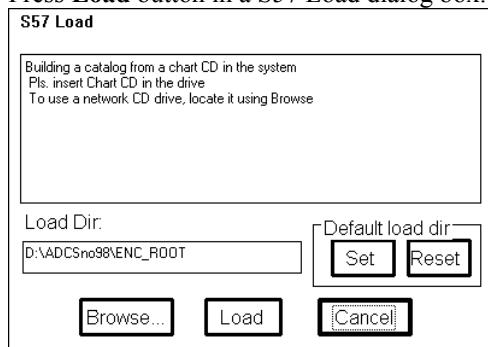 Press Load button in a S57 Load dialog box.
S57 Load
Building a catalog from a chart CD in the system
Pls. insert Chart CD in the drive
To use a network CD drive, locate it using Browse
Load Dir:
Default load dir
D:\ADCSno98\ENC_ROOT
Set
Reset
Browse...
Load
Cancel